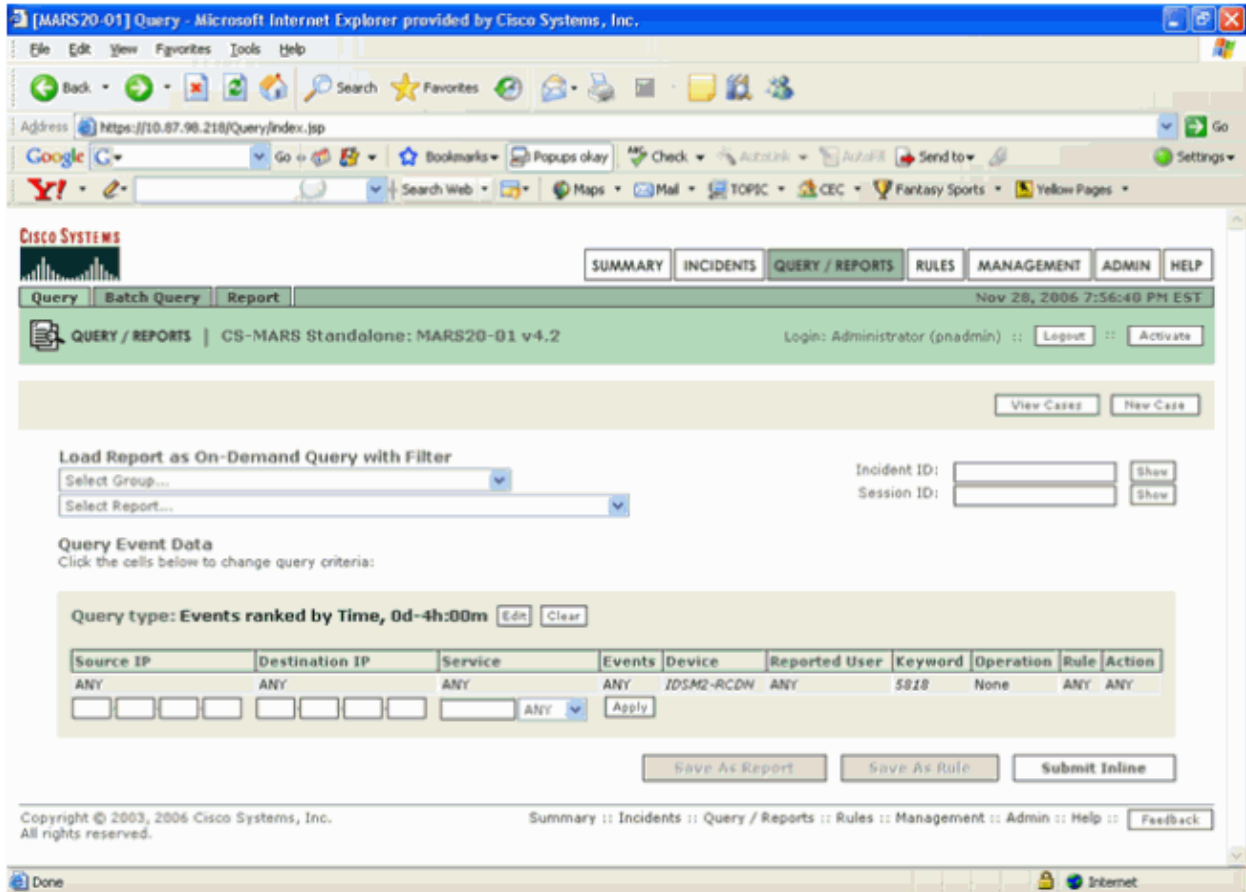 [MARS20-01] Query - Microsoft Internet Explorer provided by Cisco Systems, Inc.
File Edit View Favorites Tools Help
Back Search Favorites
Address https://10.87.98.218/Query/index.jsp Go
Google Go Bookmarks Popups okay Check AutoLink AutoFill Send to Settings
Y! Search Web Maps Mail TOPIC CEC Fantasy Sports Yellow Pages
CISCO SYSTEMS
SUMMARY INCIDENTS QUERY / REPORTS RULES MANAGEMENT ADMIN HELP
Query Batch Query Report Nov 28, 2006 7:56:40 PM EST
QUERY / REPORTS | CS-MARS Standalone: MARS20-01 v4.2 Login: Administrator (pnadmin) :: Logout :: Activate
View Cases New Case
Load Report as On-Demand Query with Filter
Select Group...
Select Report...
Incident ID: Show
Session ID: Show
Query Event Data
Click the cells below to change query criteria:
Query type: Events ranked by Time, 0d-4h:00m Edit Clear
Source IP Destination IP Service Events Device Reported User Keyword Operation Rule Action
ANY ANY ANY ANY IDSM2-RCDN ANY 5818 None ANY ANY
ANY Apply
Save As Report Save As Rule Submit Inline
Copyright © 2003, 2006 Cisco Systems, Inc.
All rights reserved.
Summary :: Incidents :: Query / Reports :: Rules :: Management :: Admin :: Help :: Feedback
Done Internet